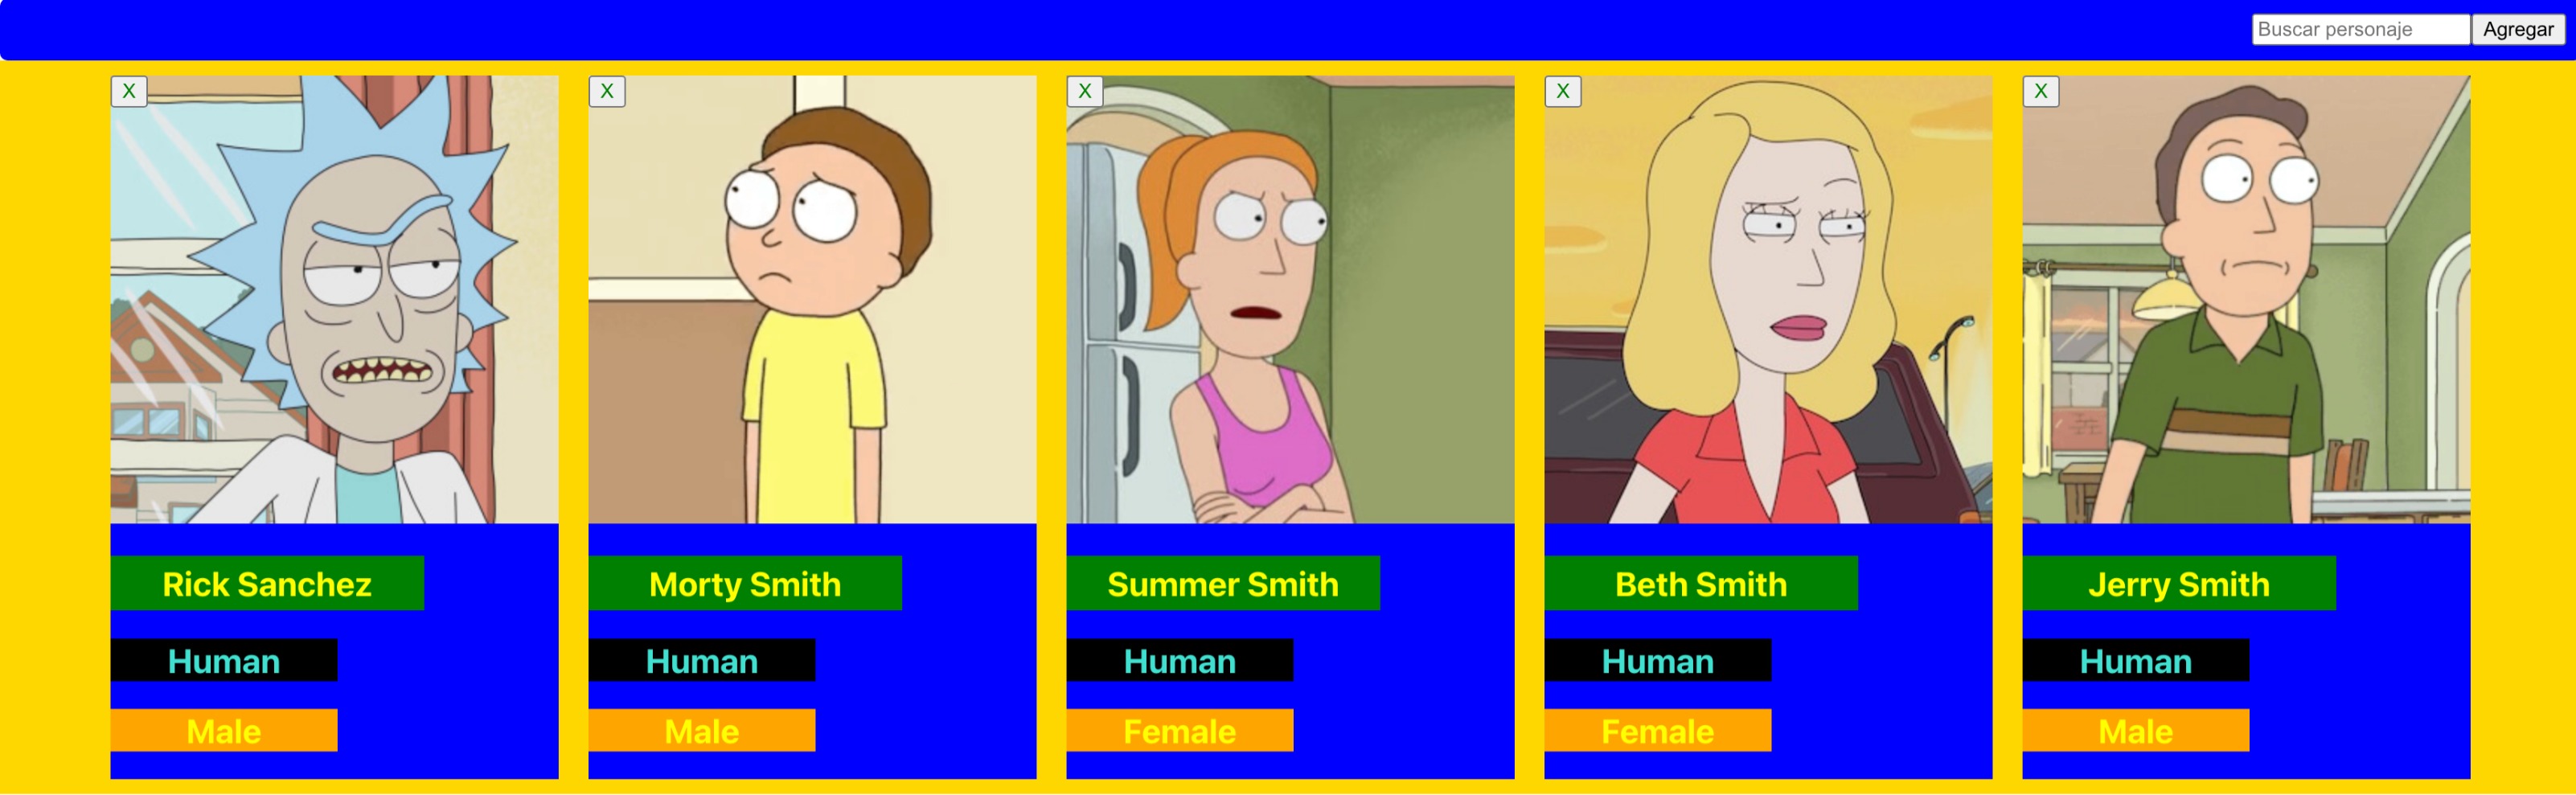 Buscar personaje Agregar
X X X X X
Rick Sanchez Morty Smith Summer Smith Beth Smith Jerry Smith
Human Human Human Human Human
Male Male Female Female Male